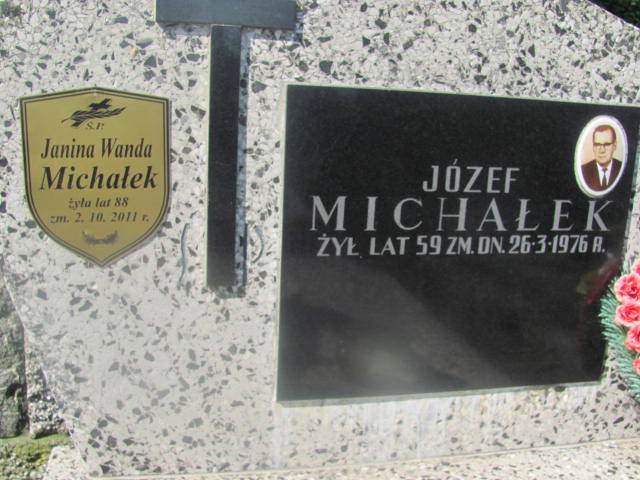 Ś.P.
Janina Wanda
Michałek
żyła lat 88
zm. 2. 10. 2011 r.
JÓZEF
MICHAŁEK
ŻYŁ. LAT 59 ZM. DN. 26-3-1976 R.